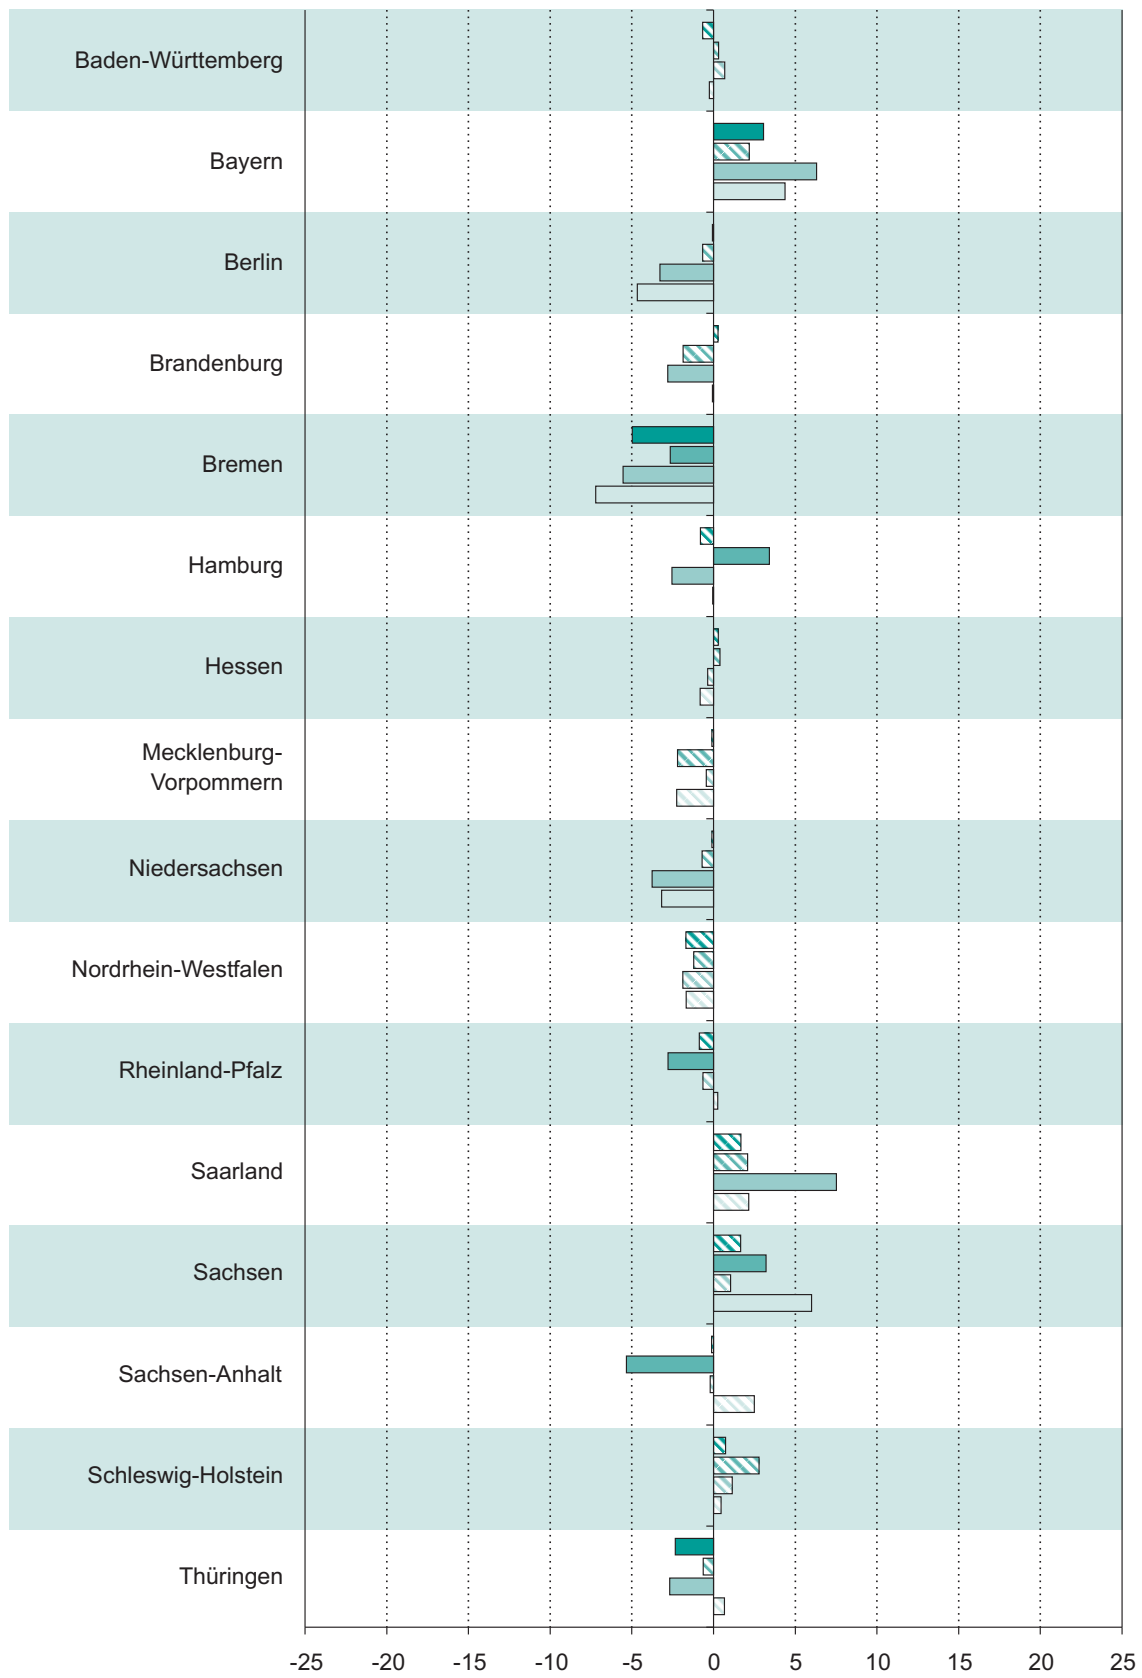 Baden-Württemberg
Bayern
Berlin
Brandenburg
Bremen
Hamburg
Hessen
Mecklenburg-
Vorpommern
Niedersachsen
Nordrhein-Westfalen
Rheinland-Pfalz
Saarland
Sachsen
Sachsen-Anhalt
Schleswig-Holstein
Thüringen
-25 -20 -15 -10 -5 0 5 10 15 20 25